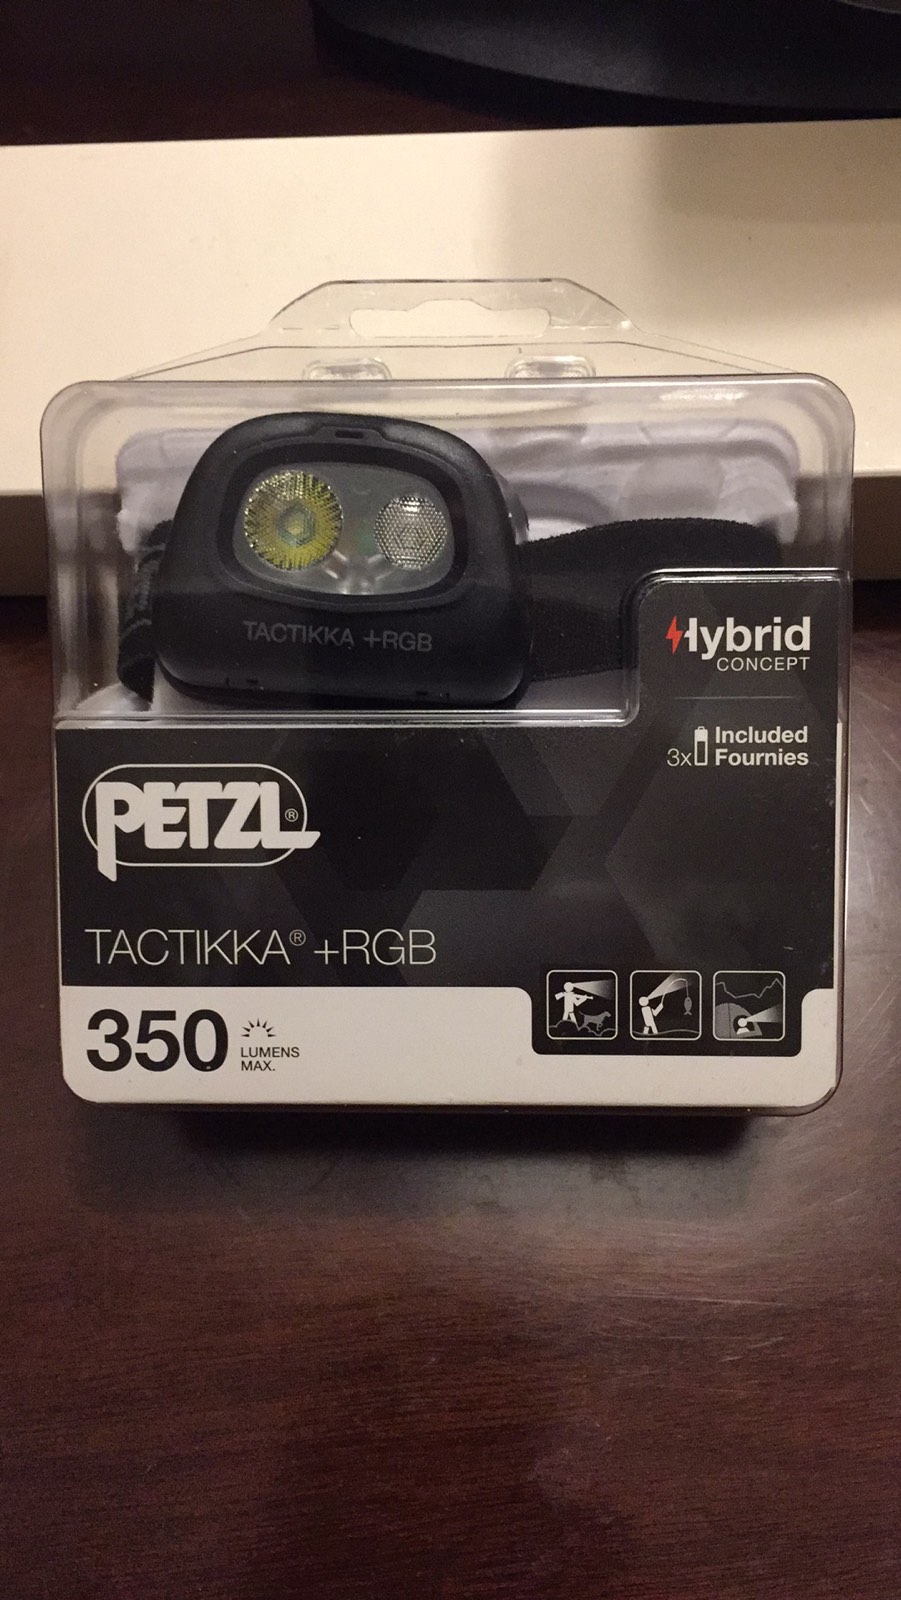 TACTIKKA +RGB
Hybrid
CONCEPT
3x Included
Fournies
PETZL®
TACTIKKA® +RGB
350 LUMENS
MAX.